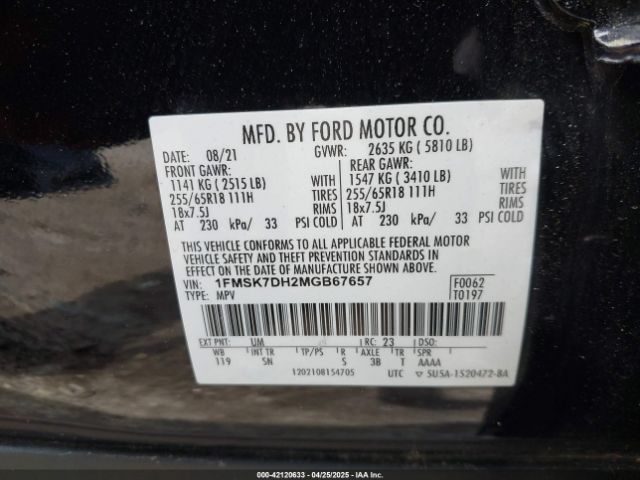 MFD. BY FORD MOTOR CO.
DATE: 08/21 GVWR: 2635 KG ( 5810 LB)
FRONT GAWR: REAR GAWR:
1141 KG ( 2515 LB) WITH 1547 KG ( 3410 LB) WITH
255/65R18 111H TIRES 255/65R18 111H TIRES
18x7.5J RIMS 18x7.5J RIMS
AT 230 kPa/ 33 PSI COLD AT 230 kPa/ 33 PSI COLD
THIS VEHICLE CONFORMS TO ALL APPLICABLE FEDERAL MOTOR
VEHICLE SAFETY AND THEFT PREVENTION STANDARDS IN
EFFECT ON THE DATE OF MANUFACTURE SHOWN ABOVE.
VIN: 1FMSK7DH2MGB67657 F0062
TYPE: MPV T0197
EXT PNT: UM RC: 23 DSO:
WB INT TR TP/PS R AXLE TR SPR
119 SN S 3B T AAAA
1202108154705 UTC SU5A-1520472-BA
000-42120633 - 04/25/2025 - IAA Inc.